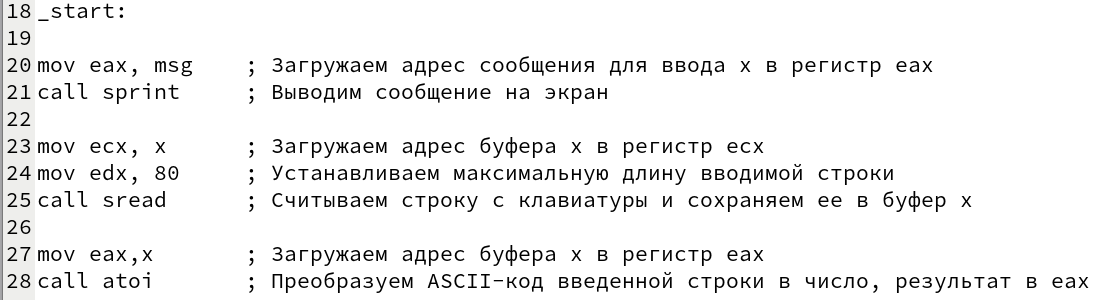 18 _start:
19
20 mov eax, msg    ; Загружаем адрес сообщения для ввода x в регистр eax
21 call sprint     ; Выводим сообщение на экран
22
23 mov ecx, x      ; Загружаем адрес буфера x в регистр ecx
24 mov edx, 80     ; Устанавливаем максимальную длину вводимой строки
25 call sread      ; Считываем строку с клавиатуры и сохраняем ее в буфер x
26
27 mov eax,x       ; Загружаем адрес буфера x в регистр eax
28 call atoi       ; Преобразуем ASCII-код введенной строки в число, результат в eax